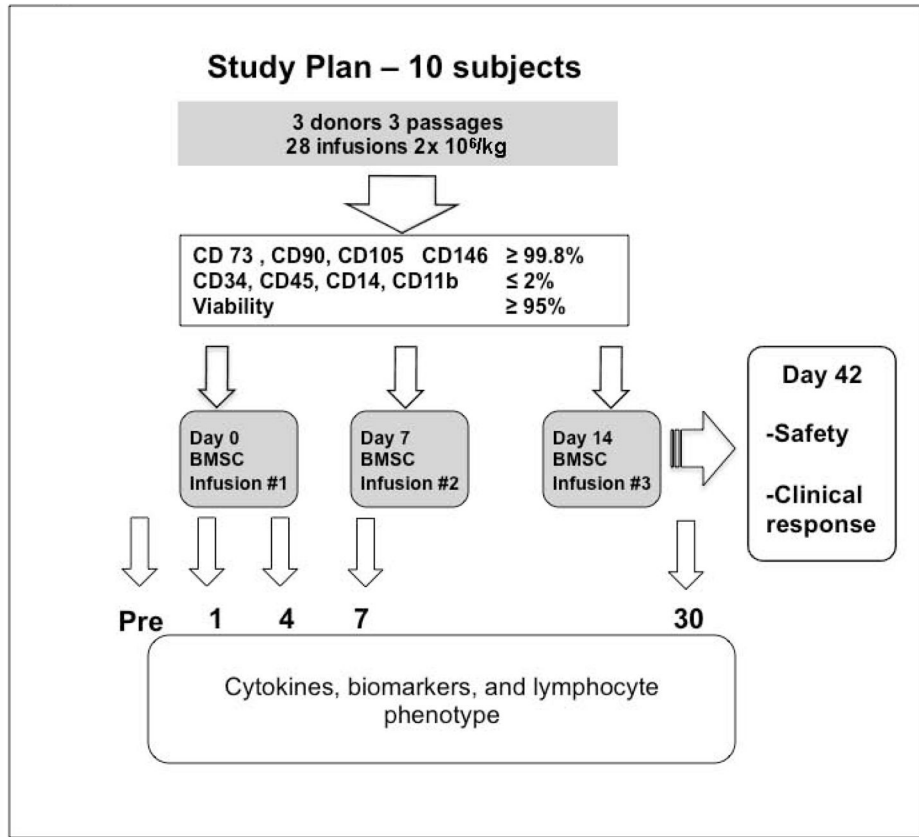 Study Plan – 10 subjects
3 donors 3 passages
28 infusions 2x 10⁶/kg
CD 73 , CD90, CD105 CD146 ≥ 99.8%
CD34, CD45, CD14, CD11b ≤ 2%
Viability ≥ 95%
Day 0
BMSC
Infusion #1
Day 7
BMSC
Infusion #2
Day 14
BMSC
Infusion #3
Day 42
-Safety
-Clinical
response
Pre 1 4 7 30
Cytokines, biomarkers, and lymphocyte
phenotype